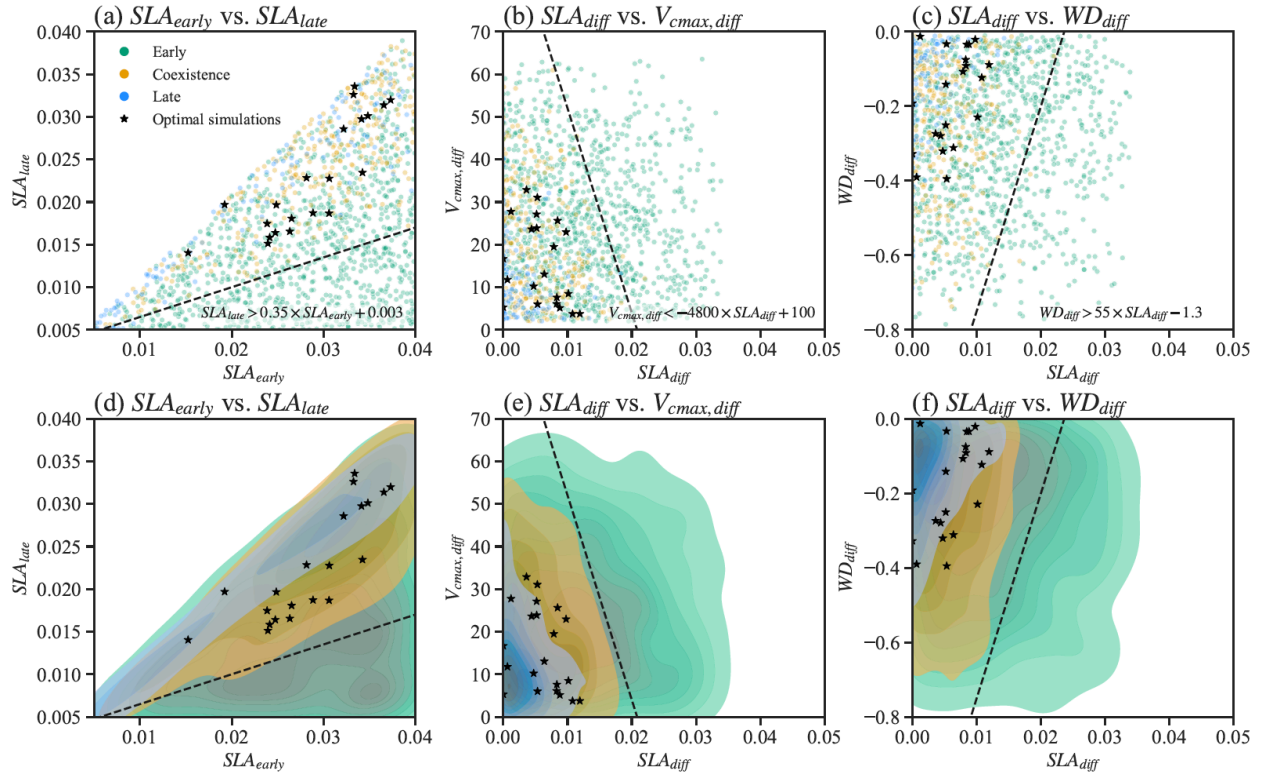 (a) SLA_early vs. SLA_late
0.040
0.035
0.030
0.025
0.020
0.015
0.010
0.005
SLA_late
Early
Coexistence
Late
Optimal simulations
SLA_late > 0.35 × SLA_early + 0.003
0.01 0.02 0.03 0.04
SLA_early
(b) SLA_diff vs. V_cmax, diff
70
60
50
40
30
20
10
0
V_cmax, diff
V_cmax, diff < −4800 × SLA_diff + 100
0.00 0.01 0.02 0.03 0.04 0.05
SLA_diff
(c) SLA_diff vs. WD_diff
0.0
−0.2
−0.4
−0.6
−0.8
WD_diff
WD_diff > 55 × SLA_diff − 1.3
0.00 0.01 0.02 0.03 0.04 0.05
SLA_diff
(d) SLA_early vs. SLA_late
0.040
0.035
0.030
0.025
0.020
0.015
0.010
0.005
SLA_late
0.01 0.02 0.03 0.04
SLA_early
(e) SLA_diff vs. V_cmax, diff
70
60
50
40
30
20
10
0
V_cmax, diff
0.00 0.01 0.02 0.03 0.04 0.05
SLA_diff
(f) SLA_diff vs. WD_diff
0.0
−0.2
−0.4
−0.6
−0.8
WD_diff
0.00 0.01 0.02 0.03 0.04 0.05
SLA_diff